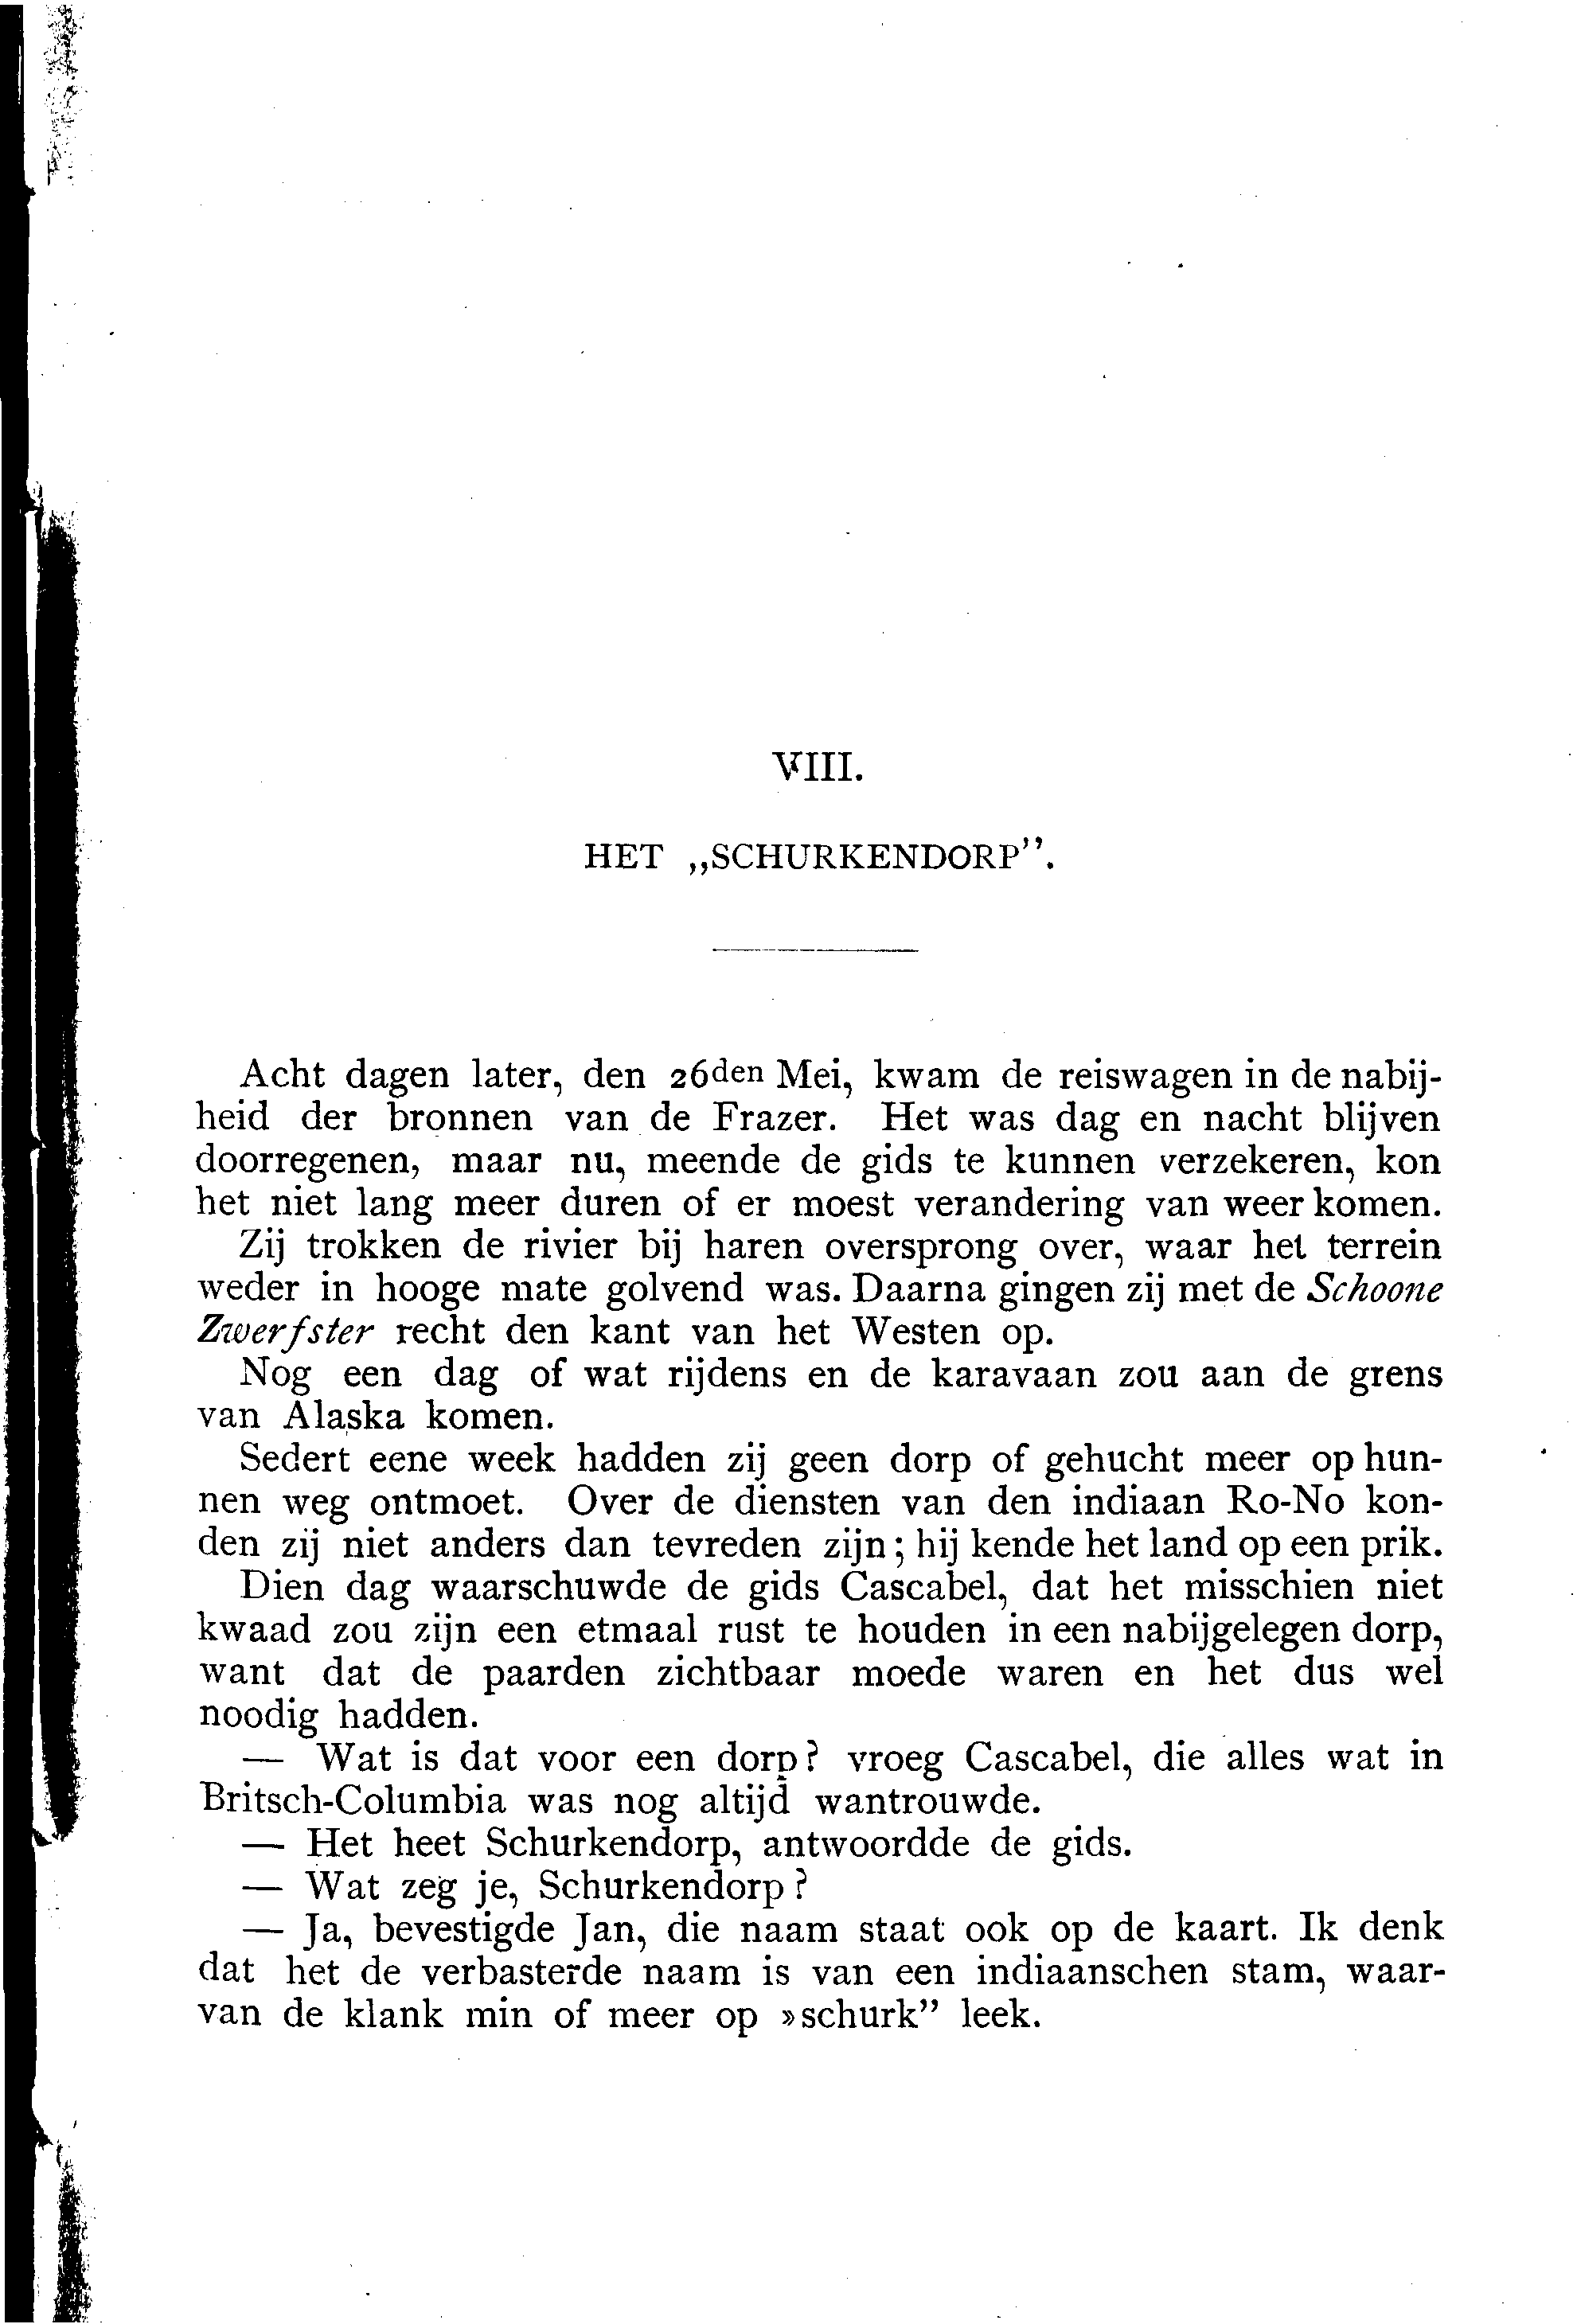 VIII.
HET „SCHURKENDORP”.
Acht dagen later, den 26den Mei, kwam de reiswagen in de nabij-
heid der bronnen van de Frazer. Het was dag en nacht blijven
doorregenen, maar nu, meende de gids te kunnen verzekeren, kon
het niet lang meer duren of er moest verandering van weer komen.
Zij trokken de rivier bij haren oversprong over, waar het terrein
weder in hooge mate golvend was. Daarna gingen zij met de Schoone
Zwerfster recht den kant van het Westen op.
Nog een dag of wat rijdens en de karavaan zou aan de grens
van Alaska komen.
Sedert eene week hadden zij geen dorp of gehucht meer op hun-
nen weg ontmoet. Over de diensten van den indiaan Ro-No kon-
den zij niet anders dan tevreden zijn; hij kende het land op een prik.
Dien dag waarschuwde de gids Cascabel, dat het misschien niet
kwaad zou zijn een etmaal rust te houden in een nabijgelegen dorp,
want dat de paarden zichtbaar moede waren en het dus wel
noodig hadden.
— Wat is dat voor een dorp? vroeg Cascabel, die alles wat in
Britsch-Columbia was nog altijd wantrouwde.
— Het heet Schurkendorp, antwoordde de gids.
— Wat zeg je, Schurkendorp?
— Ja, bevestigde Jan, die naam staat ook op de kaart. Ik denk
dat het de verbasterde naam is van een indiaanschen stam, waar-
van de klank min of meer op »schurk” leek.